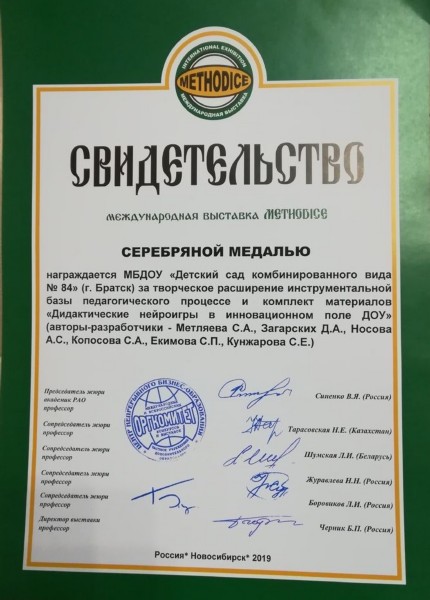 INTERNATIONAL EXHIBITION
METHODICE
МЕЖДУНАРОДНАЯ ВЫСТАВКА
СВИДЕТЕЛЬСТВО
МЕЖДУНАРОДНАЯ ВЫСТАВКА METHODICE
СЕРЕБРЯНОЙ МЕДАЛЬЮ
награждается МБДОУ «Детский сад комбинированного вида
№ 84» (г. Братск) за творческое расширение инструментальной
базы педагогического процессе и комплект материалов
«Дидактические нейроигры в инновационном поле ДОУ»
(авторы-разработчики - Метляева С.А., Загарских Д.А., Носова
А.С., Копосова С.А., Екимова С.П., Кунжарова С.Е.)
Председатель жюри
академик РАО
профессор
Синенко В.Я. (Россия)
Сопредседатель жюри
профессор
Тарасовская Н.Е. (Казахстан)
Сопредседатель жюри
профессор
Шумская Л.И. (Беларусь)
Сопредседатель жюри
профессор
Журавлева Н.Н. (Россия)
Сопредседатель жюри
профессор
Боровиков Л.И. (Россия)
Директор выставки
профессор
Черник Б.П. (Россия)
ЦЕНТР НЕПРЕРЫВНОГО БИЗНЕС-ОБРАЗОВАНИЯ
ОРГКОМИТЕТ
Россия* Новосибирск* 2019